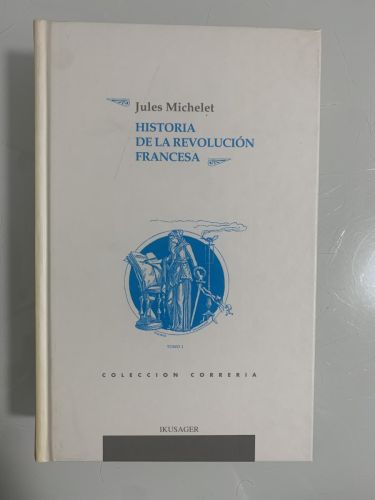 Jules Michelet
HISTORIA
DE LA REVOLUCIÓN
FRANCESA
TOMO I
COLECCION CORRERIA
IKUSAGER